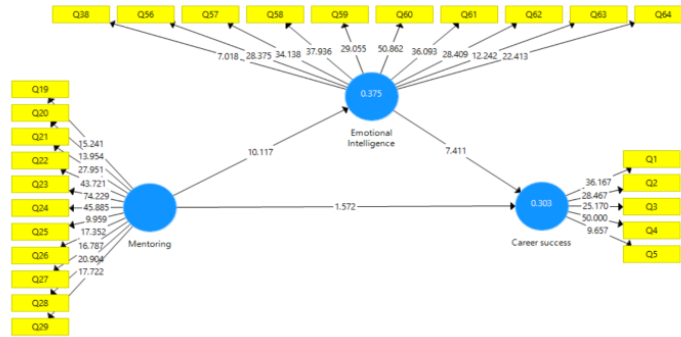 Q38 Q56 Q57 Q58 Q59 Q60 Q61 Q62 Q63 Q64
7.018 28.375 34.138 37.936 29.055 50.862 36.093 28.409 12.242 22.413
0.375
Emotional
Intelligence
Q19
Q20
Q21
Q22
Q23
Q24
Q25
Q26
Q27
Q28
Q29
15.241
13.954
27.951
43.721
74.229
45.885
9.959
17.352
16.787
20.904
17.722
Mentoring
10.117
7.411
1.572
0.303
Career success
36.167
28.467
25.170
50.000
9.657
Q1
Q2
Q3
Q4
Q5